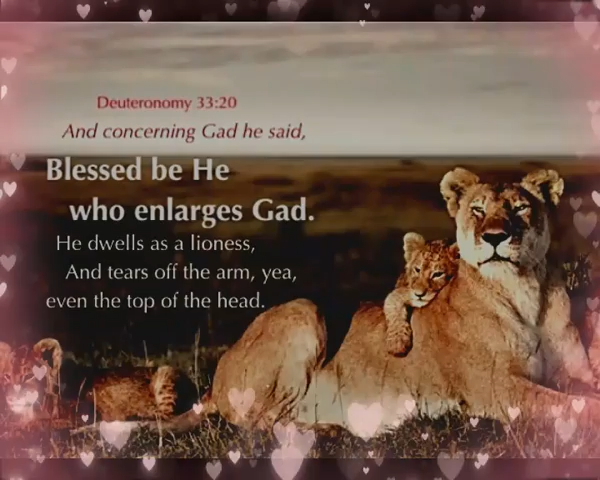 Deuteronomy 33:20
And concerning Gad he said,
Blessed be He
who enlarges Gad.
He dwells as a lioness,
And tears off the arm, yea,
even the top of the head.